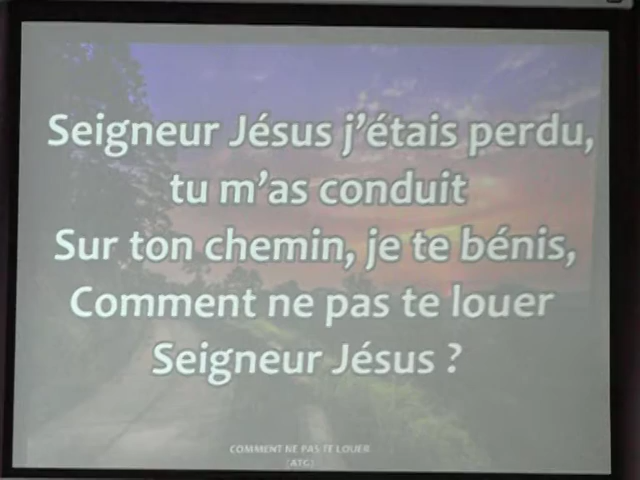 Seigneur Jésus j'étais perdu,
tu m'as conduit
Sur ton chemin, je te bénis,
Comment ne pas te louer
Seigneur Jésus ?
COMMENT NE PAS TE LOUER
(ATG)